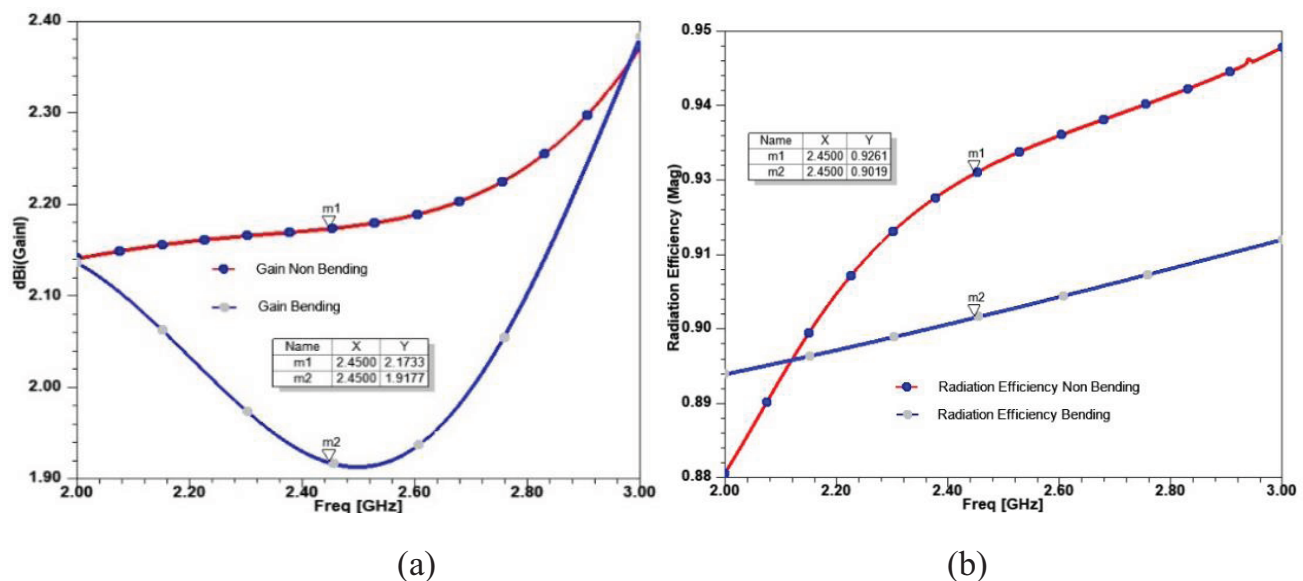 2.40
2.30
2.20
2.10
2.00
1.90
dBi(GainI)
m1
Gain Non Bending
Gain Bending
Name X Y
m1 2.4500 2.1733
m2 2.4500 1.9177
m2
2.00 2.20 2.40 2.60 2.80 3.00
Freq [GHz]
(a)
0.95
0.94
0.93
0.91
0.90
0.89
0.88
Radiation Efficiency (Mag)
Name X Y
m1 2.4500 0.9261
m2 2.4500 0.9019
m1
m2
Radiation Efficiency Non Bending
Radiation Efficiency Bending
2.00 2.20 2.40 2.60 2.80 3.00
Freq [GHz]
(b)